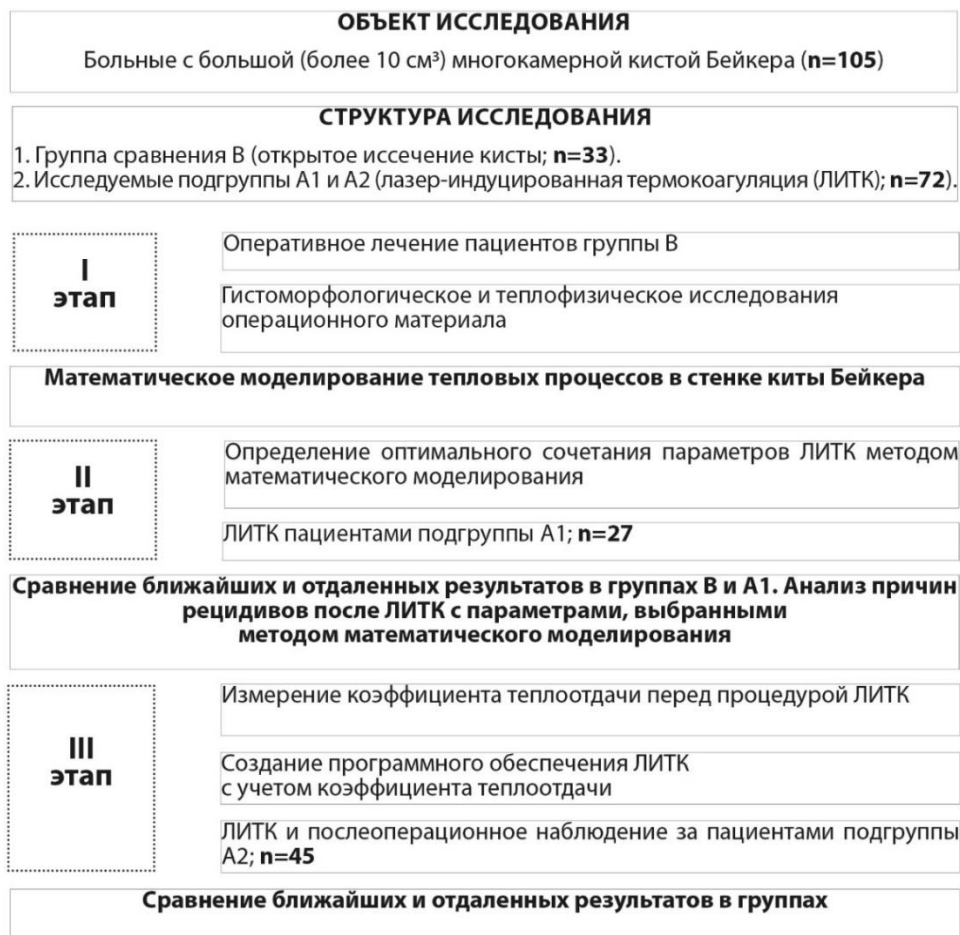 ОБЪЕКТ ИССЛЕДОВАНИЯ
Больные с большой (более 10 см³) многокамерной кистой Бейкера (n=105)
СТРУКТУРА ИССЛЕДОВАНИЯ
1. Группа сравнения В (открытое иссечение кисты; n=33).
2. Исследуемые подгруппы А1 и А2 (лазер-индуцированная термокоагуляция (ЛИТК); n=72).
I
этап
Оперативное лечение пациентов группы В
Гистоморфологическое и теплофизическое исследования
операционного материала
Математическое моделирование тепловых процессов в стенке киты Бейкера
II
этап
Определение оптимального сочетания параметров ЛИТК методом
математического моделирования
ЛИТК пациентами подгруппы А1; n=27
Сравнение ближайших и отдаленных результатов в группах В и А1. Анализ причин
рецидивов после ЛИТК с параметрами, выбранными
методом математического моделирования
III
этап
Измерение коэффициента теплоотдачи перед процедурой ЛИТК
Создание программного обеспечения ЛИТК
с учетом коэффициента теплоотдачи
ЛИТК и послеоперационное наблюдение за пациентами подгруппы
А2; n=45
Сравнение ближайших и отдаленных результатов в группах